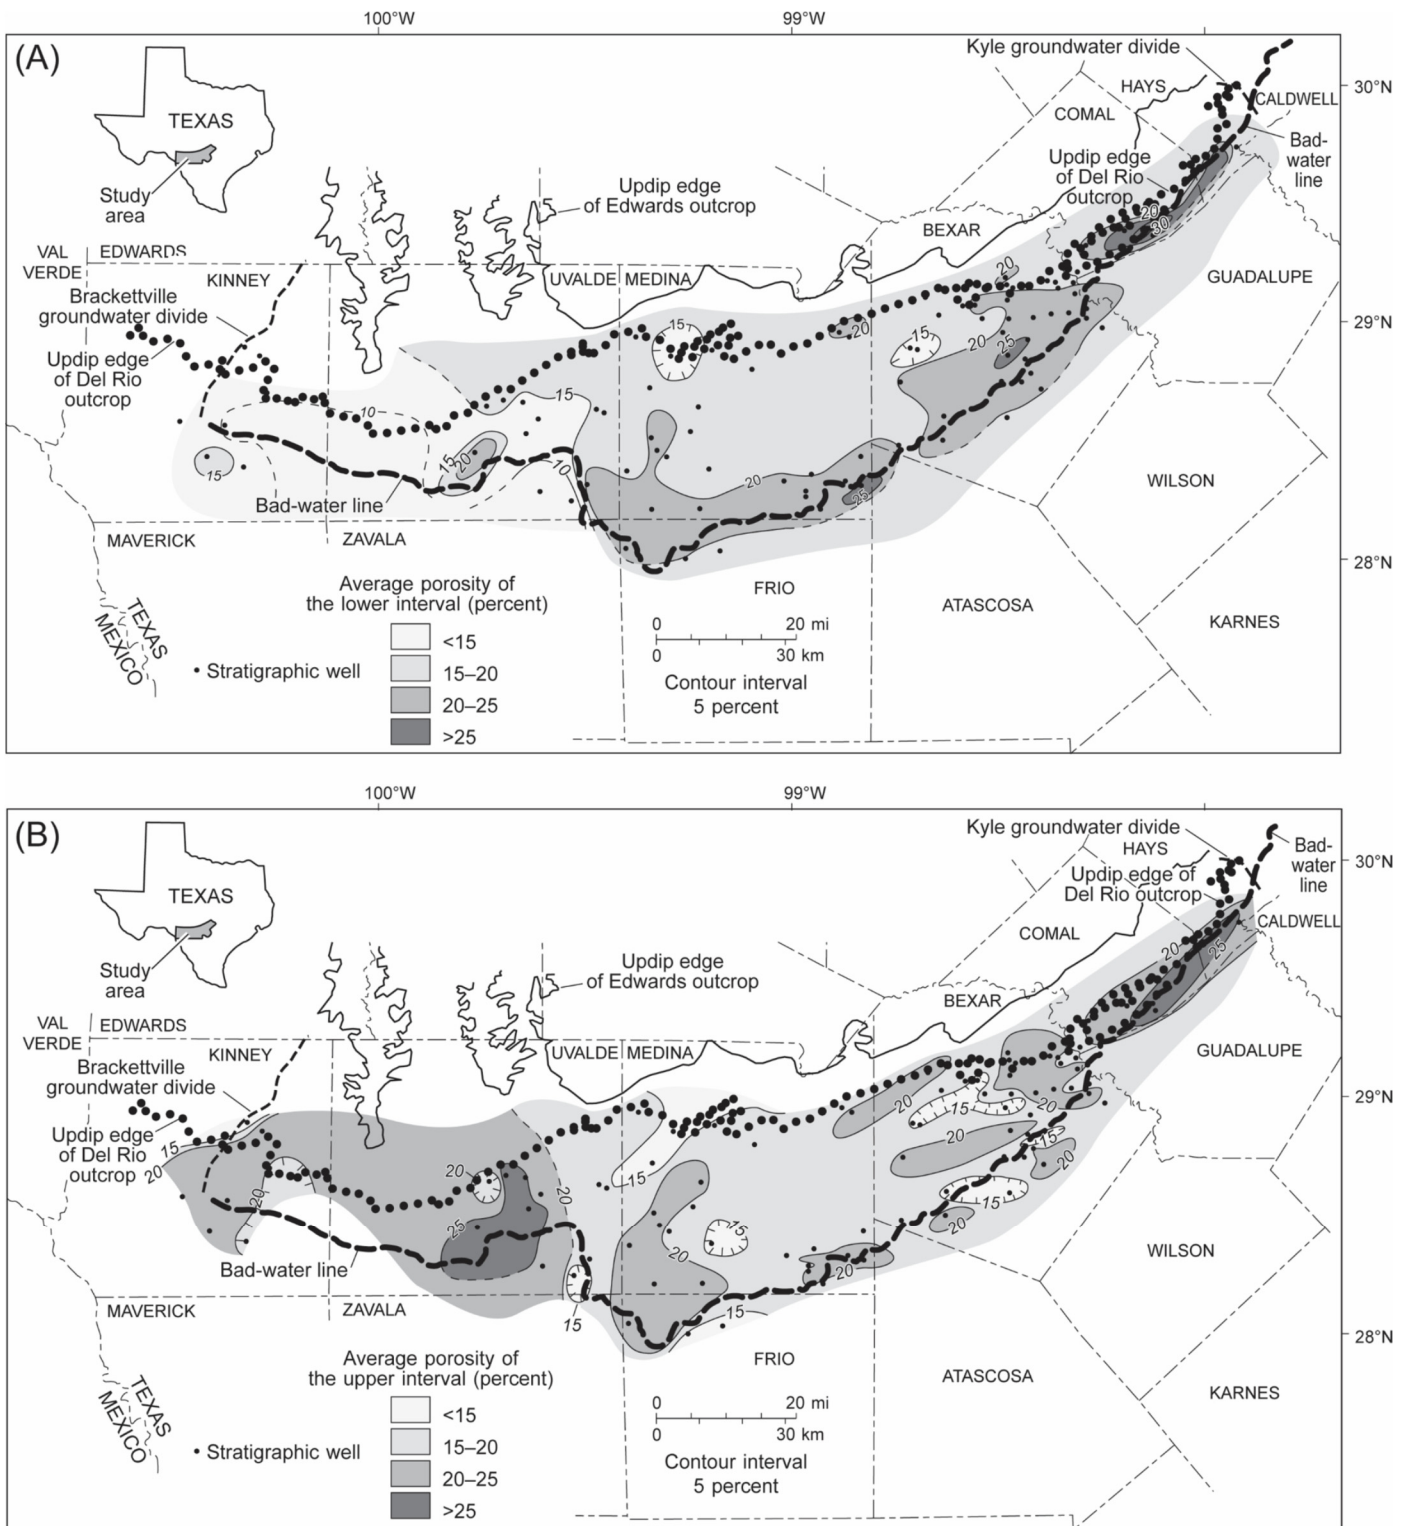 100°W
99°W
(A)
Kyle groundwater divide
30°N
HAYS
CALDWELL
COMAL
TEXAS
Bad-
water
line
Updip edge
of Del Rio
outcrop
Study
area
Updip edge
of Edwards outcrop
20
30
BEXAR
VAL
VERDE
EDWARDS
20
KINNEY
UVALDE
MEDINA
GUADALUPE
Brackettville
groundwater divide
29°N
15
20
15
20
25
Updip edge
of Del Rio
outcrop
15
10
15
20
15
10
20
25
WILSON
Bad-water line
MAVERICK
ZAVALA
28°N
FRIO
Average porosity of
the lower interval (percent)
ATASCOSA
KARNES
TEXAS
MEXICO
0 20 mi
0 30 km
<15
• Stratigraphic well
15–20
Contour interval
5 percent
20–25
>25
100°W
99°W
(B)
Kyle groundwater divide
HAYS
Bad-
water
line
30°N
Updip edge of
Del Rio outcrop
TEXAS
CALDWELL
COMAL
20
25
Study
area
Updip edge
of Edwards outcrop
BEXAR
VAL
VERDE
EDWARDS
KINNEY
UVALDE
MEDINA
GUADALUPE
Brackettville
groundwater divide
29°N
20
15
20
Updip edge
of Del Rio
outcrop
15
20
20
15
20
20
20
15
20
15
25
15
20
20
20
WILSON
Bad-water line
MAVERICK
ZAVALA
15
15
28°N
FRIO
Average porosity of
the upper interval (percent)
ATASCOSA
KARNES
TEXAS
MEXICO
0 20 mi
0 30 km
<15
• Stratigraphic well
15–20
Contour interval
5 percent
20–25
>25